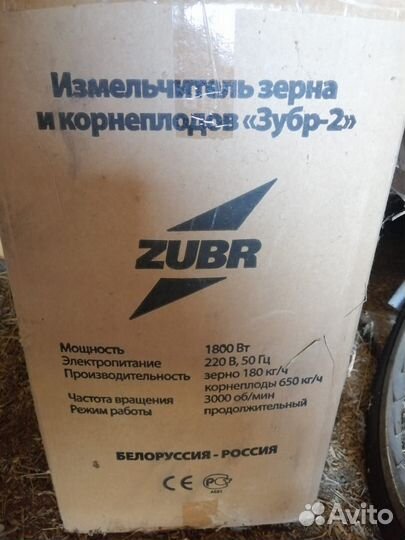 Измельчитель зерна
и корнеплодов «Зубр-2»
ZUBR
Мощность 1800 Вт
Электропитание 220 В, 50 Гц
Производительность зерно 180 кг/ч
корнеплоды 650 кг/ч
Частота вращения 3000 об/мин
Режим работы продолжительный
БЕЛОРУССИЯ - РОССИЯ
CE РС
Avito